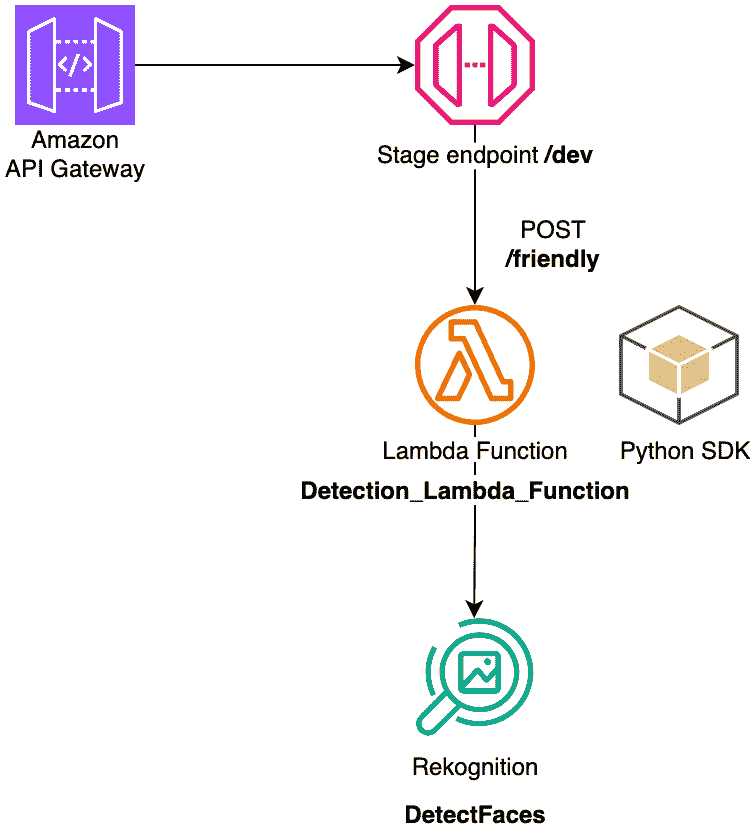 Amazon
API Gateway
Stage endpoint /dev
POST
/friendly
Lambda Function
Python SDK
Detection_Lambda_Function
Rekognition
DetectFaces